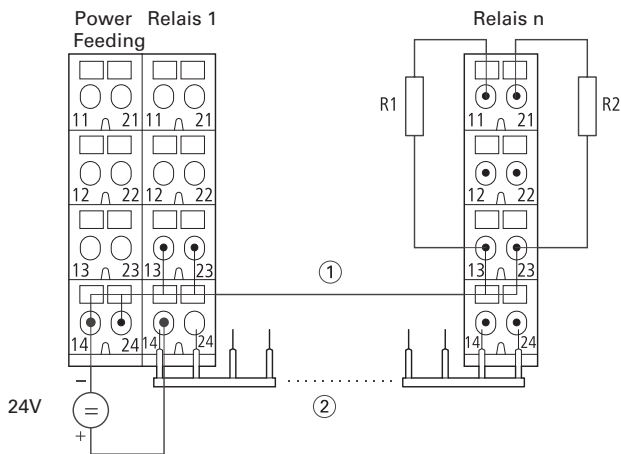 Power Relais 1
Feeding
Relais n
11 21 11 21
11 21
R1
R2
12 22 12 22
12 22
13 23 13 23
13 23
1
14 24 14 24
14 24
−
24V
=
+
2